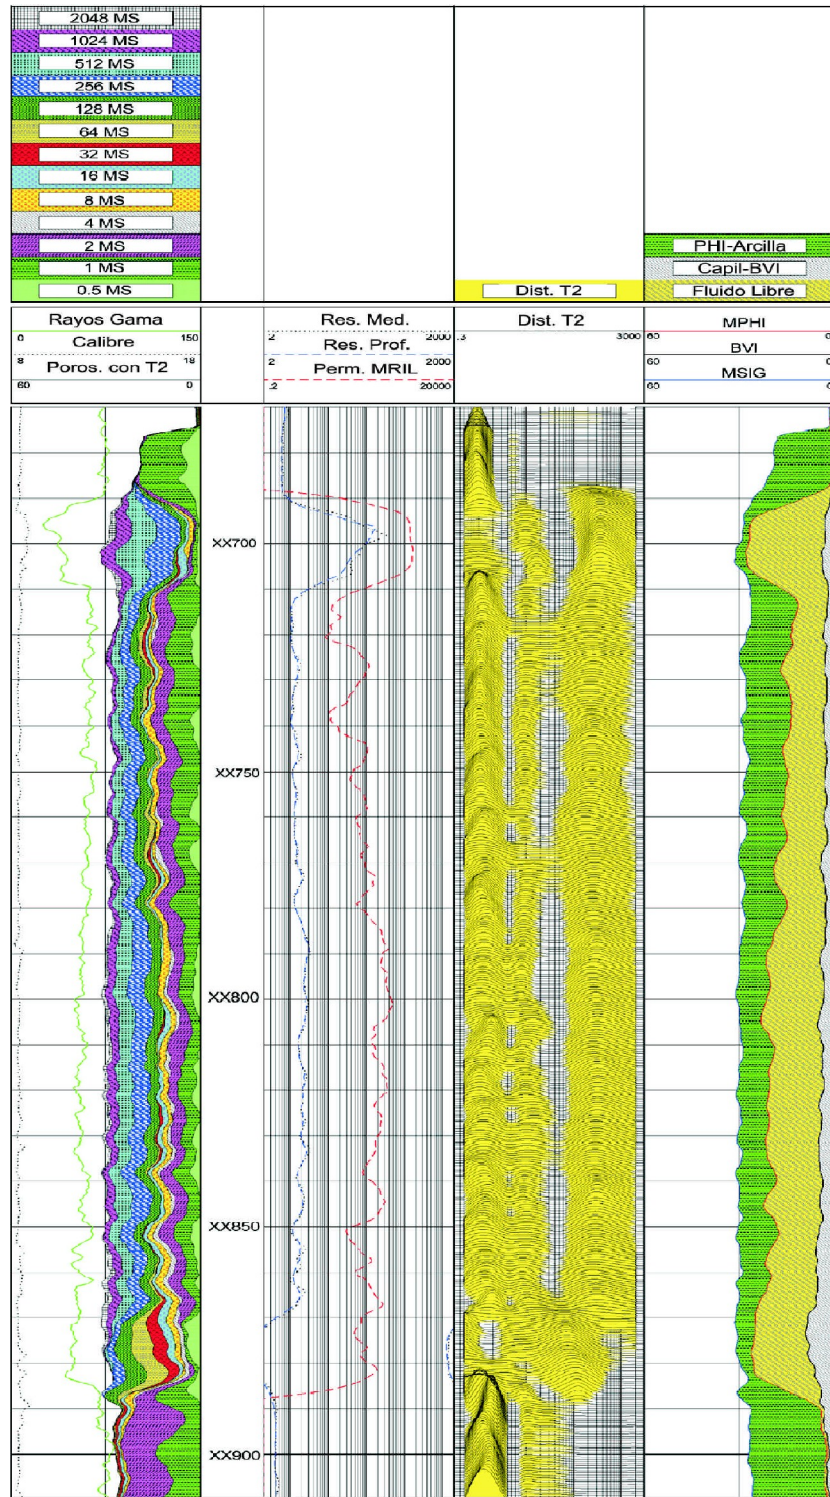 2048 MS
1024 MS
512 MS
256 MS
128 MS
64 MS
32 MS
16 MS
8 MS
4 MS
2 MS
1 MS
0.5 MS
Dist. T2
PHI-Arcilla
Capil-BVI
Fluido Libre
Rayos Gama
0 150
Calibre
8 18
Poros. con T2
60 0
Res. Med.
.2 2000
Res. Prof.
.2 2000
Perm. MRIL
.2 20000
Dist. T2
.3 3000
MPHI
60 0
BVI
60 0
MSIG
60 0
XX700
XX750
XX800
XX850
XX900